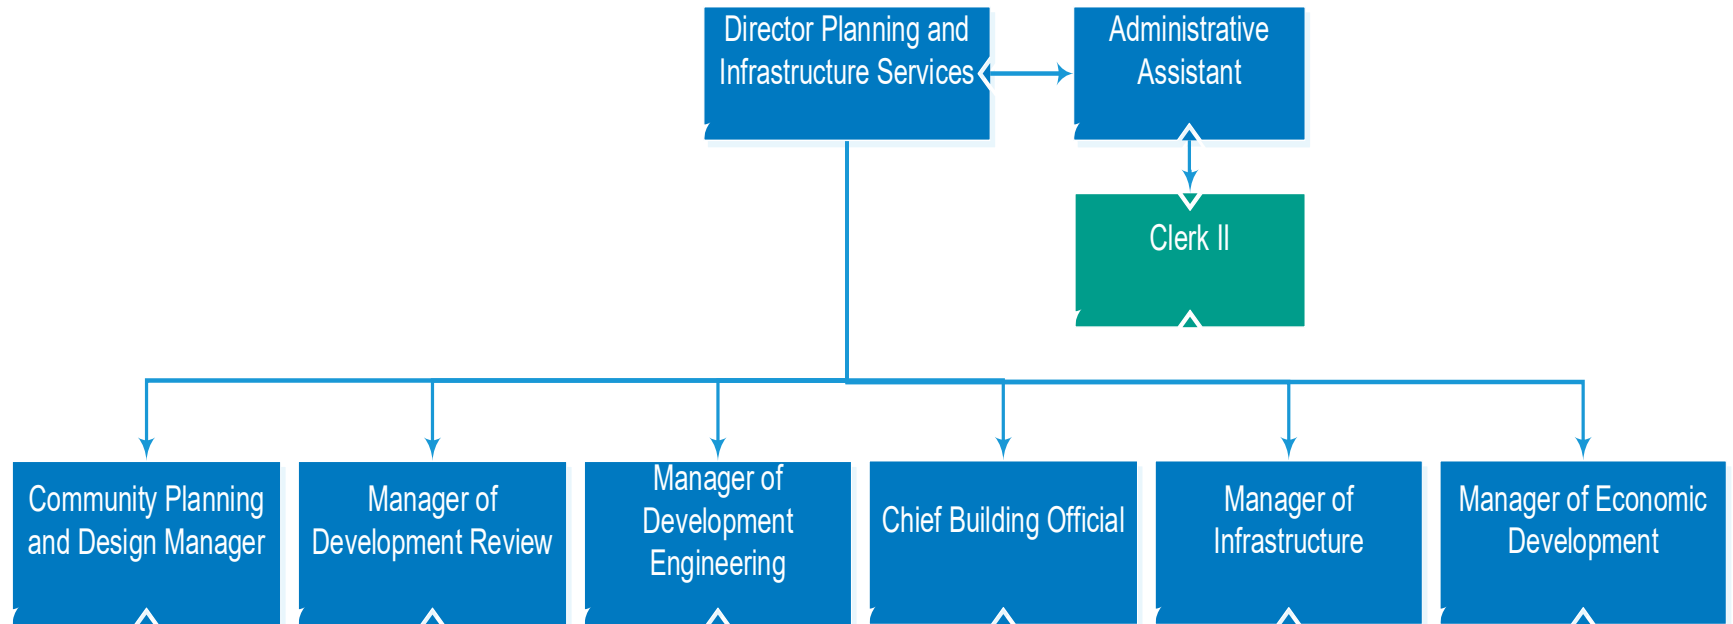 Director Planning and
Infrastructure Services
Administrative
Assistant
Clerk II
Community Planning
and Design Manager
Manager of
Development Review
Manager of
Development
Engineering
Chief Building Official
Manager of
Infrastructure
Manager of Economic
Development